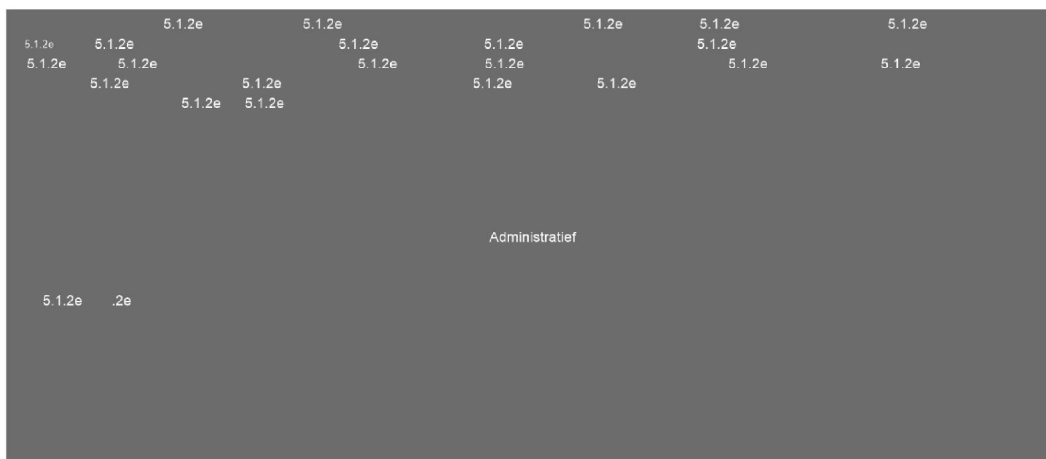 5.1.2e 5.1.2e 5.1.2e 5.1.2e 5.1.2e
5.1.2e 5.1.2e 5.1.2e 5.1.2e 5.1.2e
5.1.2e 5.1.2e 5.1.2e 5.1.2e 5.1.2e 5.1.2e
5.1.2e 5.1.2e 5.1.2e 5.1.2e
5.1.2e 5.1.2e
Administratief
5.1.2e .2e